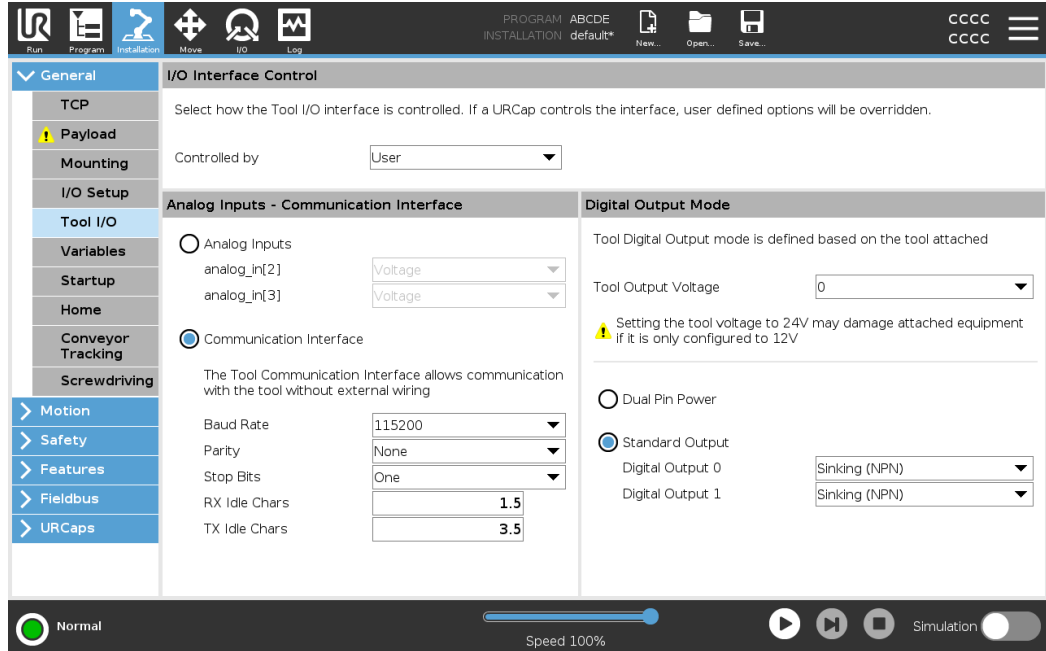 UR
Run
Program
Installation
Move
I/O
Log
PROGRAM ABCDE
INSTALLATION default*
New...
Open...
Save...
CCCC
CCCC
General
TCP
Payload
Mounting
I/O Setup
Tool I/O
Variables
Startup
Home
Conveyor
Tracking
Screwdriving
Motion
Safety
Features
Fieldbus
URCaps
I/O Interface Control
Select how the Tool I/O interface is controlled. If a URCap controls the interface, user defined options will be overridden.
Controlled by User
Analog Inputs - Communication Interface
Analog Inputs
analog_in[2] Voltage
analog_in[3] Voltage
Communication Interface
The Tool Communication Interface allows communication
with the tool without external wiring
Baud Rate 115200
Parity None
Stop Bits One
RX Idle Chars 1.5
TX Idle Chars 3.5
Digital Output Mode
Tool Digital Output mode is defined based on the tool attached
Tool Output Voltage 0
Setting the tool voltage to 24V may damage attached equipment
if it is only configured to 12V
Dual Pin Power
Standard Output
Digital Output 0 Sinking (NPN)
Digital Output 1 Sinking (NPN)
Normal
Speed 100%
Simulation